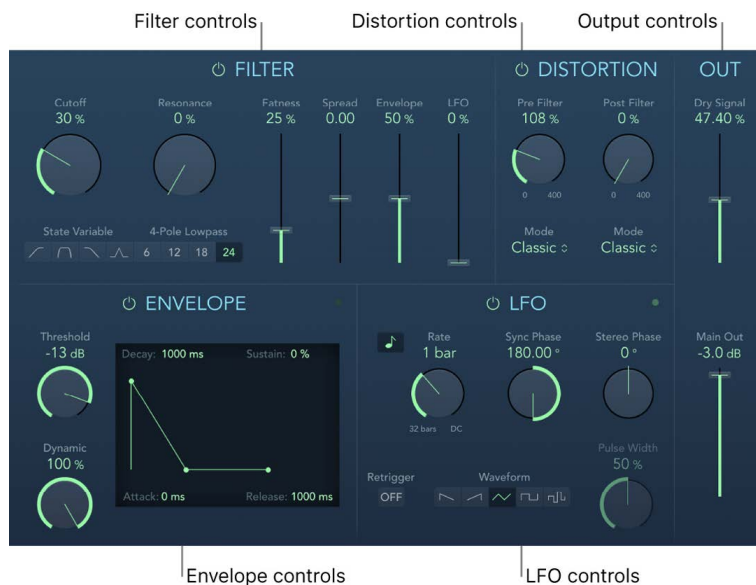 Filter controls
Distortion controls
Output controls
FILTER
Cutoff
30 %
Resonance
0 %
Fatness
25 %
Spread
0.00
Envelope
50 %
LFO
0 %
State Variable
4-Pole Lowpass
6 12 18 24
DISTORTION
Pre Filter
108 %
0 400
Post Filter
0 %
0 400
Mode
Classic
Mode
Classic
OUT
Dry Signal
47.40 %
Main Out
-3.0 dB
ENVELOPE
Threshold
-13 dB
Dynamic
100 %
Decay: 1000 ms
Sustain: 0 %
Attack: 0 ms
Release: 1000 ms
LFO
Rate
1 bar
32 bars DC
Sync Phase
180.00 °
Stereo Phase
0 °
Retrigger
OFF
Waveform
Pulse Width
50 %
Envelope controls
LFO controls